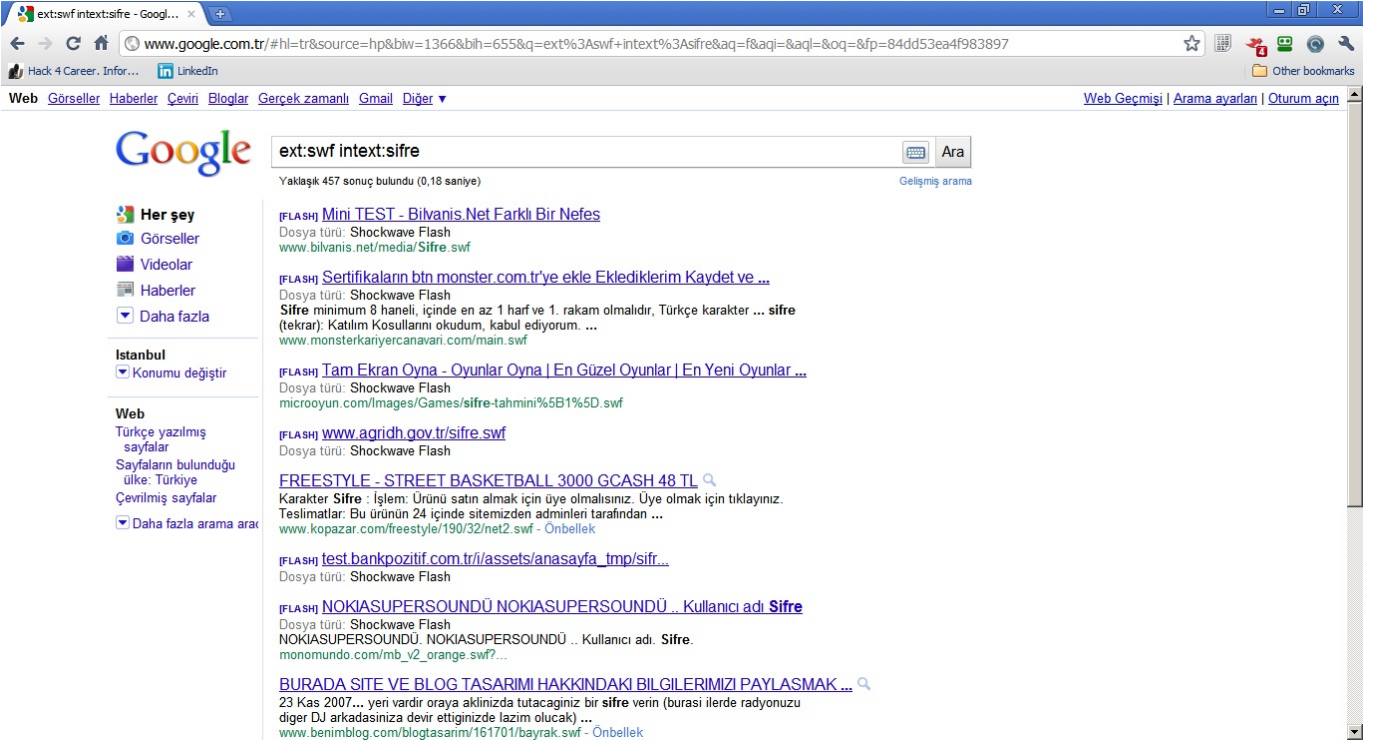 ext:swf intext:sifre - Googl...
www.google.com.tr/#hl=tr&source=hp&biw=1366&bih=655&q=ext%3Aswf+intext%3Asifre&aq=f&aqi=&aql=&oq=&fp=84dd53ea4f983897
4
Hack 4 Career. Infor... LinkedIn Other bookmarks
Web Görseller Haberler Çeviri Bloglar Gerçek zamanlı Gmail Diğer ▼ Web Geçmişi | Arama ayarları | Oturum açın
Google ext:swf intext:sifre Ara
Yaklaşık 457 sonuç bulundu (0,18 saniye) Gelişmiş arama
Her şey
Görseller
Videolar
Haberler
Daha fazla
Istanbul
Konumu değiştir
Web
Türkçe yazılmış
sayfalar
Sayfaların bulunduğu
ülke: Türkiye
Çevrilmiş sayfalar
Daha fazla arama arac
[FLASH] Mini TEST - Bilvanis.Net Farklı Bir Nefes
Dosya türü: Shockwave Flash
www.bilvanis.net/media/Sifre.swf
[FLASH] Sertifikaların btn monster.com.tr'ye ekle Eklediklerim Kaydet ve ...
Dosya türü: Shockwave Flash
Sifre minimum 8 haneli, içinde en az 1 harf ve 1. rakam olmalıdır, Türkçe karakter ... sifre
(tekrar): Katılım Kosullarını okudum, kabul ediyorum. ...
www.monsterkariyercanavari.com/main.swf
[FLASH] Tam Ekran Oyna - Oyunlar Oyna | En Güzel Oyunlar | En Yeni Oyunlar ...
Dosya türü: Shockwave Flash
microoyun.com/Images/Games/sifre-tahmini%5B1%5D.swf
[FLASH] www.agridh.gov.tr/sifre.swf
Dosya türü: Shockwave Flash
FREESTYLE - STREET BASKETBALL 3000 GCASH 48 TL
Karakter Sifre : İşlem: Ürünü satın almak için üye olmalısınız. Üye olmak için tıklayınız.
Teslimatlar: Bu ürünün 24 içinde sitemizden adminleri tarafından ...
www.kopazar.com/freestyle/190/32/net2.swf - Önbellek
[FLASH] test.bankpozitif.com.tr/i/assets/anasayfa_tmp/sifr...
Dosya türü: Shockwave Flash
[FLASH] NOKIASUPERSOUNDÜ NOKIASUPERSOUNDÜ .. Kullanıcı adı Sifre
Dosya türü: Shockwave Flash
NOKIASUPERSOUNDÜ. NOKIASUPERSOUNDÜ .. Kullanıcı adı. Sifre.
monomundo.com/mb_v2_orange.swf?...
BURADA SITE VE BLOG TASARIMI HAKKINDAKI BILGILERIMIZI PAYLASMAK ...
23 Kas 2007... yeri vardir oraya aklinizda tutacaginiz bir sifre verin (burasi ilerde radyonuzu
diger DJ arkadasiniza devir ettiginizde lazim olucak) ...
www.benimblog.com/blogtasarim/161701/bayrak.swf - Önbellek